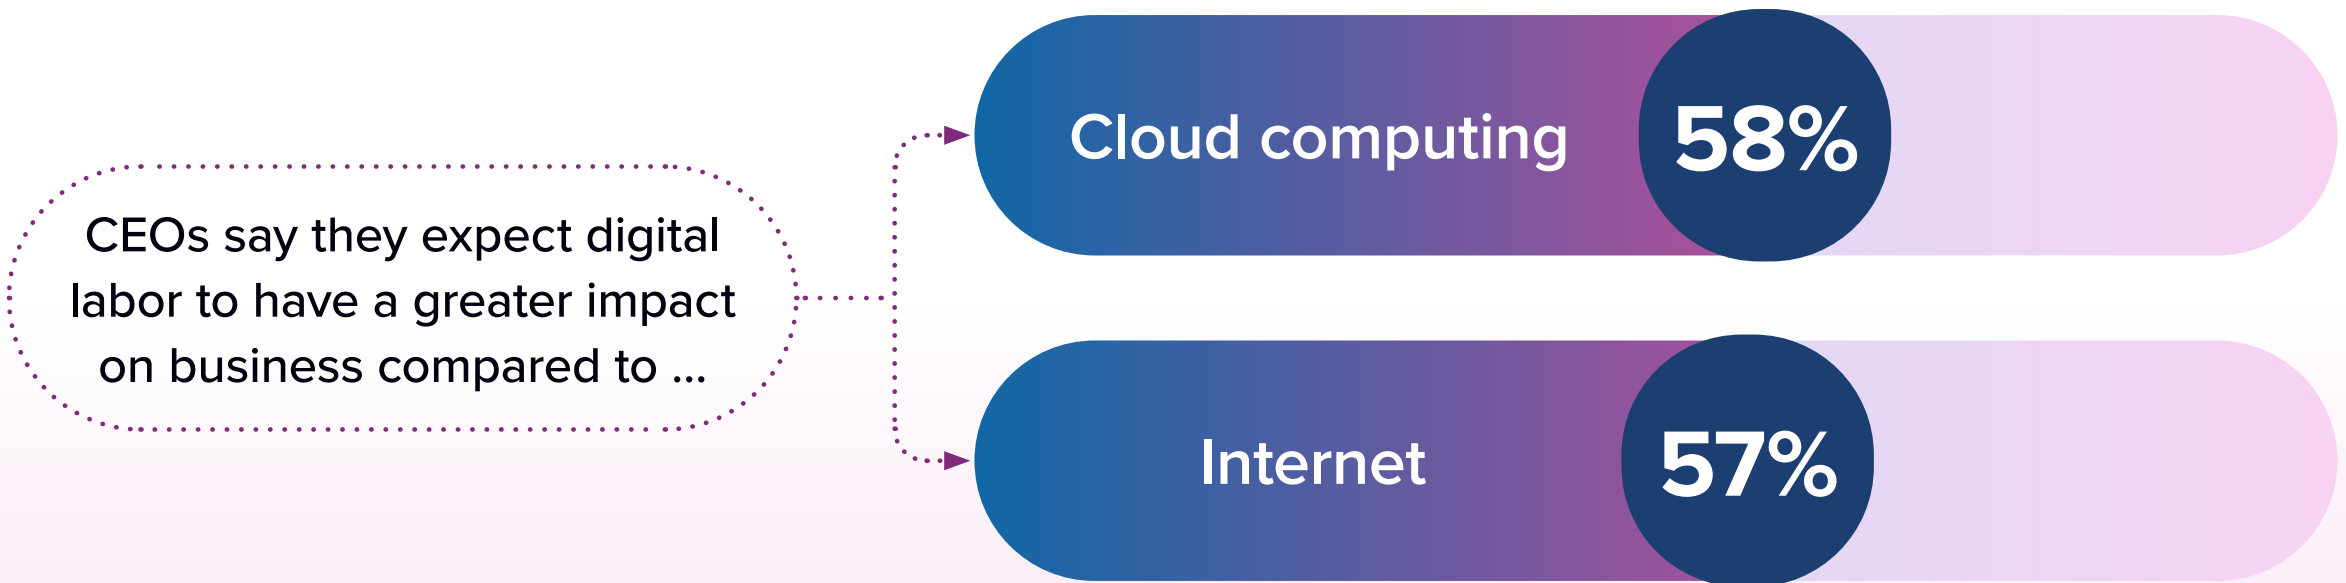 CEOs say they expect digital
labor to have a greater impact
on business compared to ...
Cloud computing
58%
Internet
57%